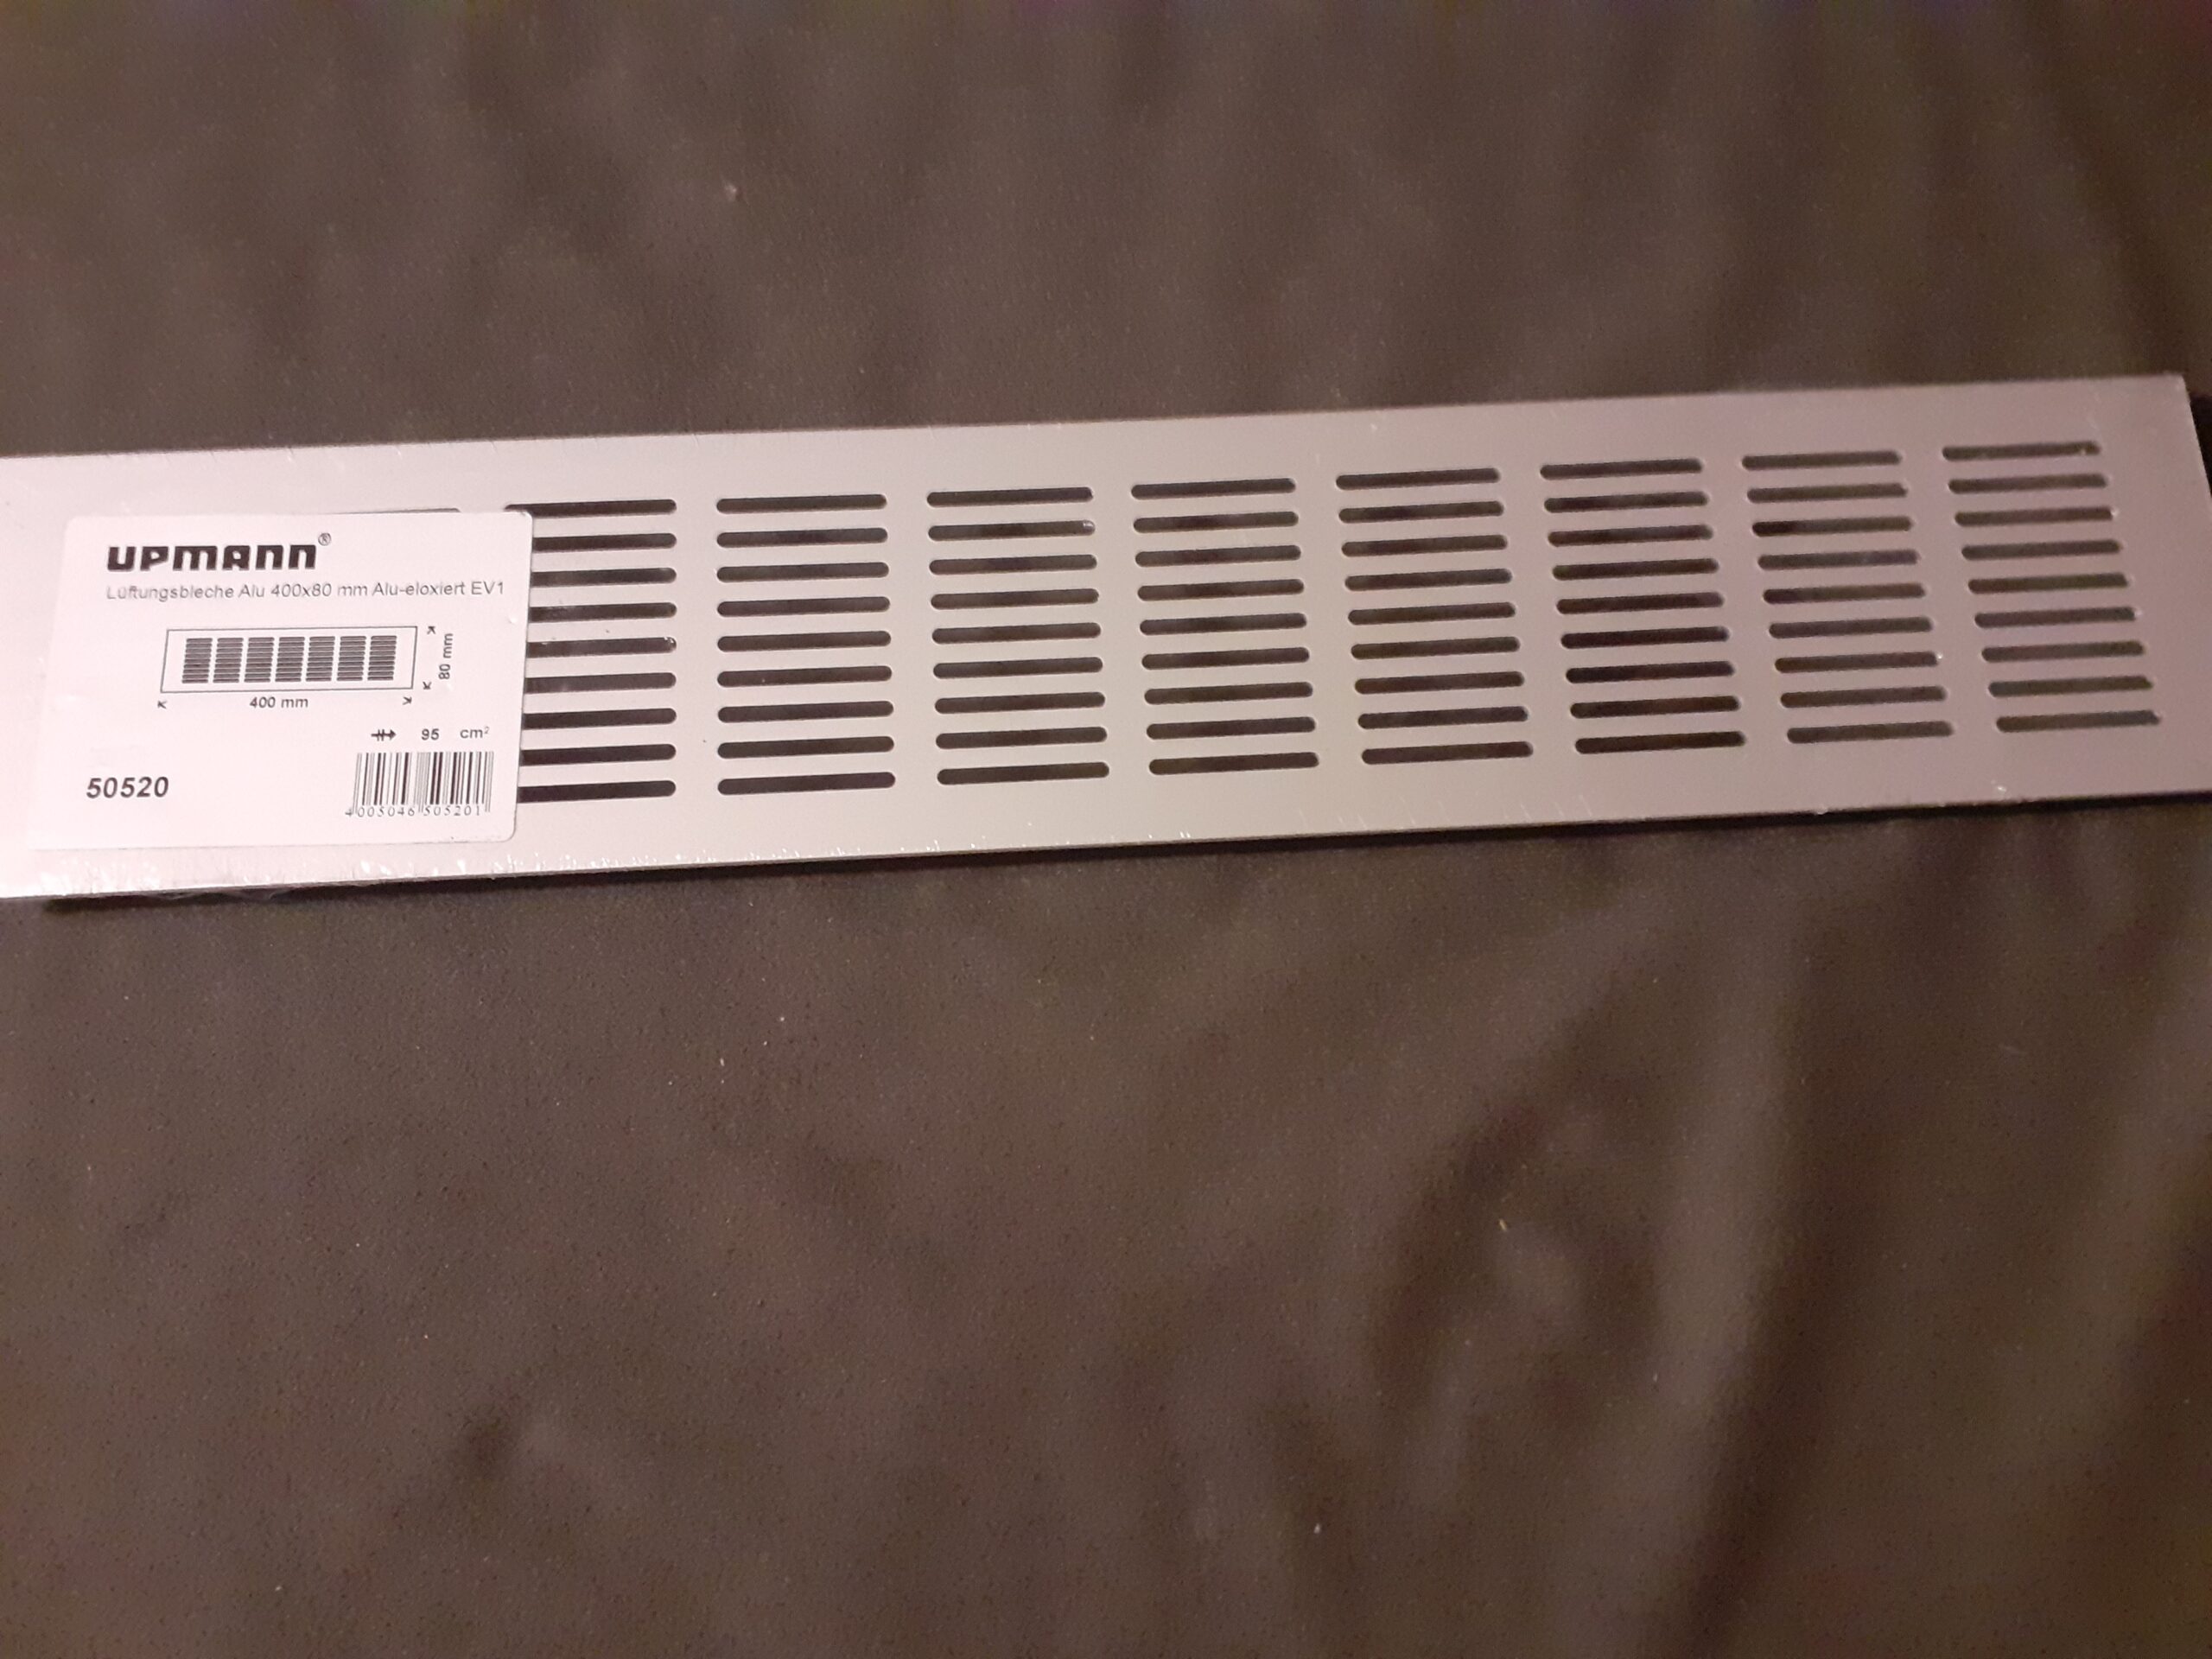 UPMANN®
Lüftungsbleche Alu 400x80 mm Alu-eloxiert EV1
80 mm
400 mm
95 cm²
50520
4005046505201